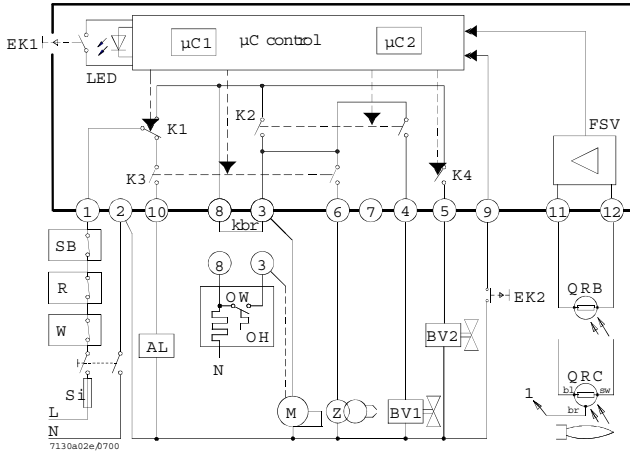 µC1
µC control
µC2
EK1
LED
K1
K2
FSV
K3
K4
1
2
10
8
3
6
7
4
5
9
11
12
kbr
SB
R
W
Si
L
N
8
3
OW
OH
N
AL
M
Z
BV1
BV2
EK2
QRB
QRC
bl
sw
br
1
7130a02e/0700